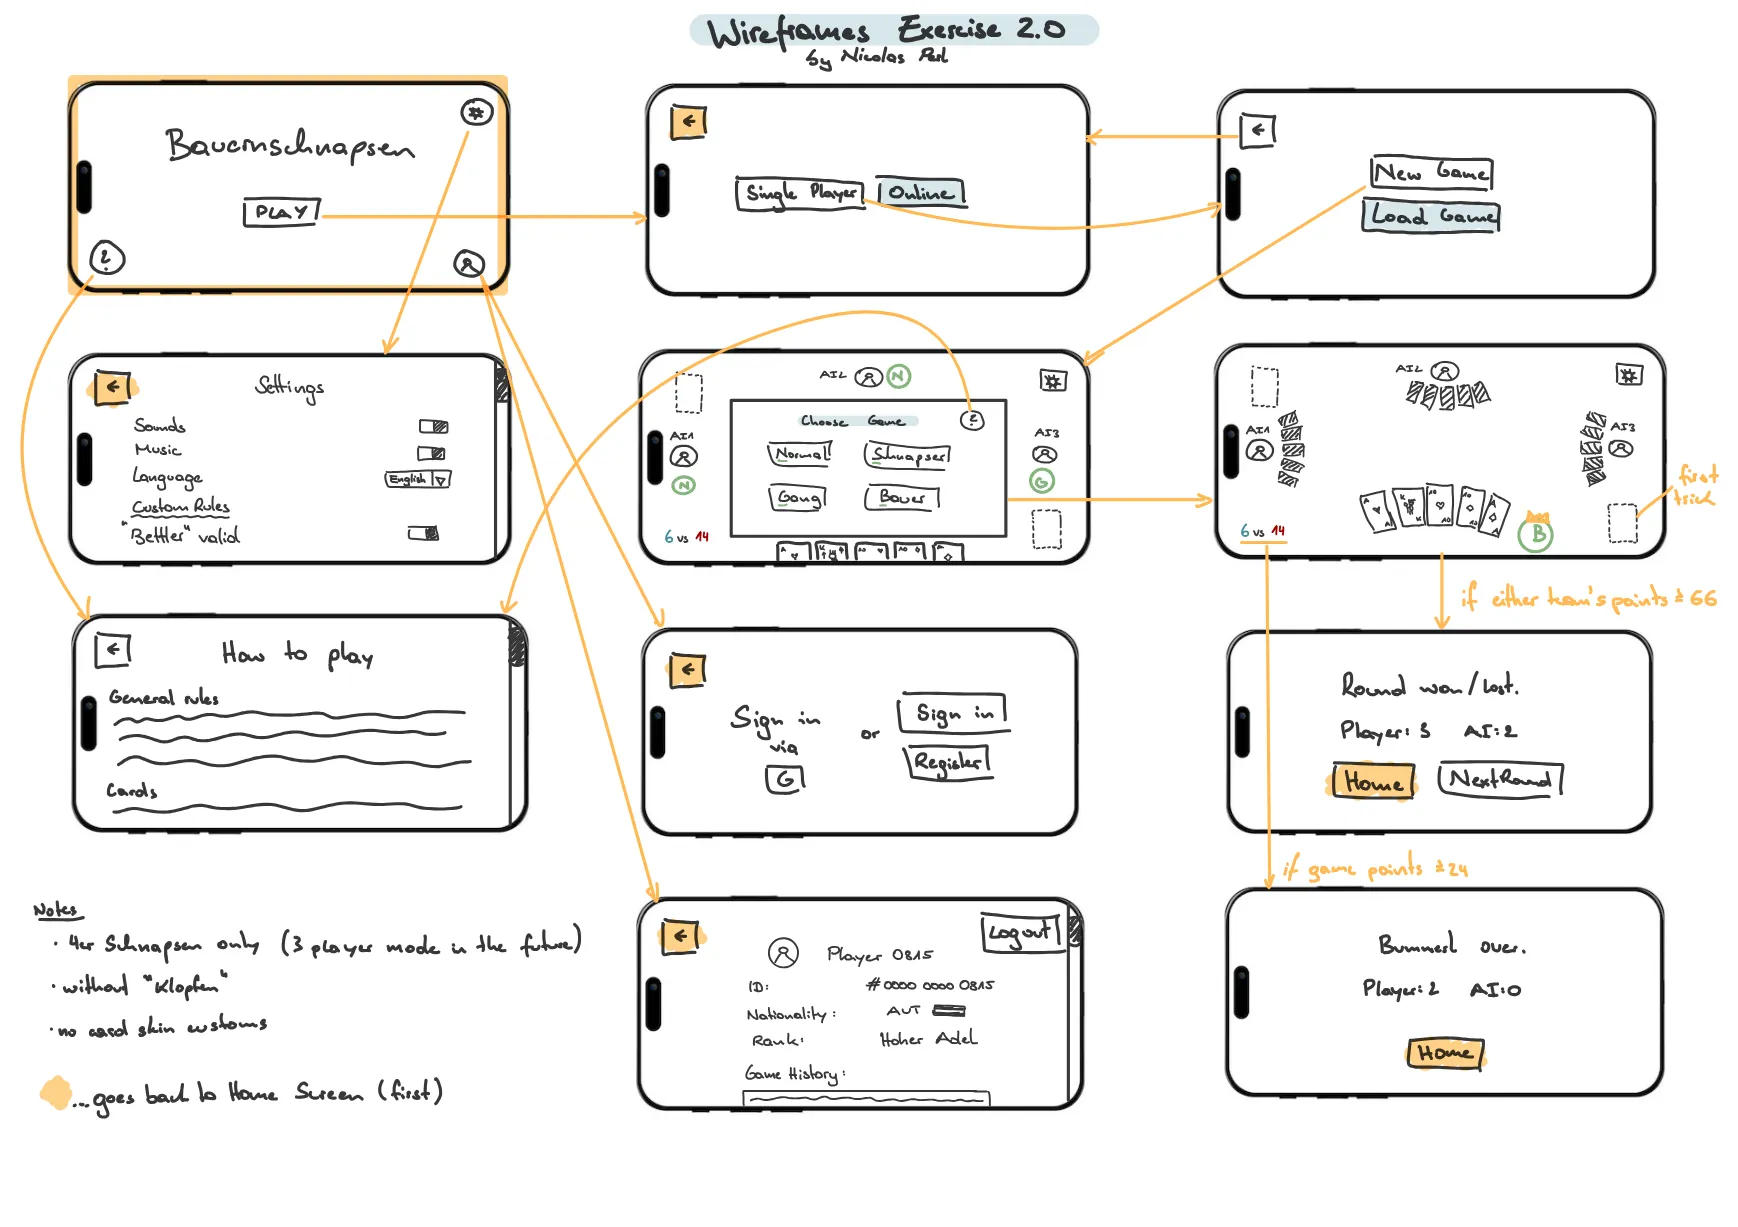 Wireframes Exercise 2.0
by Nicolas Perl
Bauernschnapsen
PLAY
?
←
Single Player
Online
←
New Game
Load Game
←
Settings
Sounds
Music
Language
English
Custom Rules
"Bettler" valid
AI2
N
AI1
N
Choose Game
?
Normal
Schnapser
Gang
Bauer
AI3
G
6 vs 14
AI2
AI1
AI3
first
trick
B
6 vs 14
if either team's points ≥ 66
←
How to play
General rules
Cards
←
Sign in
via
G
or
Sign in
Register
Round won/lost.
Player: 3 AI: 2
Home
Next Round
if game points ≥ 24
←
Logout
Player 0815
ID: #0000 0000 0815
Nationality: AUT
Rank: Hoher Adel
Game History:
Bummerl over.
Player: 2 AI: 0
Home
Notes
· 4er Schnapsen only (3 player mode in the future)
· without "Klopfen"
· no card skin customs
... goes back to Home Screen (first)